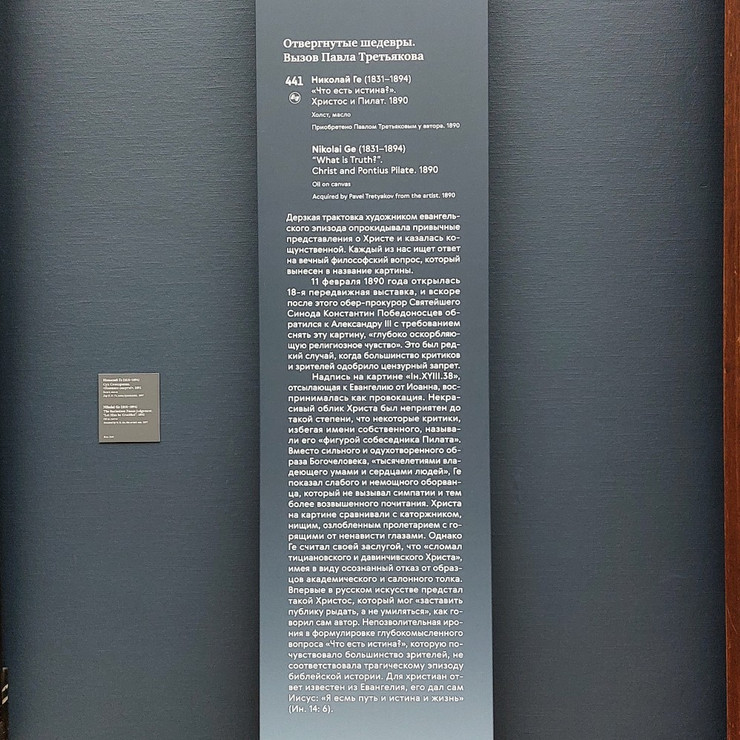 Отвергнутые шедевры.
Вызов Павла Третьякова
441
Николай Ге (1831–1894)
«Что есть истина?».
Христос и Пилат. 1890
Холст, масло
Приобретено Павлом Третьяковым у автора. 1890
Nikolai Ge (1831–1894)
“What is Truth?”.
Christ and Pontius Pilate. 1890
Oil on canvas
Acquired by Pavel Tretyakov from the artist. 1890
Дерзкая трактовка художником евангель-
ского эпизода опрокидывала привычные
представления о Христе и казалась ко-
щунственной. Каждый из нас ищет ответ
на вечный философский вопрос, который
вынесен в название картины.
11 февраля 1890 года открылась
18-я передвижная выставка, и вскоре
после этого обер-прокурор Святейшего
Синода Константин Победоносцев об-
ратился к Александру III с требованием
снять эту картину, «глубоко оскорбляю-
щую религиозное чувство». Это был ред-
кий случай, когда большинство критиков
и зрителей одобрило цензурный запрет.
Надпись на картине «Iн.XYIII.38»,
отсылающая к Евангелию от Иоанна, вос-
принималась как провокация. Некра-
сивый облик Христа был неприятен до
такой степени, что некоторые критики,
избегая имени собственного, называ-
ли его «фигурой собеседника Пилата».
Вместо сильного и одухотворенного об-
раза Богочеловека, «тысячелетиями вла-
деющего умами и сердцами людей», Ге
показал слабого и немощного оборван-
ца, который не вызывал симпатии и тем
более возвышенного почитания. Христа
на картине сравнивали с каторжником,
нищим, озлобленным пролетарием с го-
рящими от ненависти глазами. Однако
Ге считал своей заслугой, что «сломал
тициановского и давинчивского Христа»,
имея в виду осознанный отказ от образ-
цов академического и салонного толка.
Впервые в русском искусстве предстал
такой Христос, который мог «заставить
публику рыдать, а не умиляться», как го-
ворил сам автор. Непозволительная иро-
ния в формулировке глубокомысленного
вопроса «Что есть истина?», которую по-
чувствовало большинство зрителей, не
соответствовала трагическому эпизоду
библейской истории. Для христиан от-
вет известен из Евангелия, его дал сам
Иисус: «Я есмь путь и истина и жизнь»
(Ин. 14: 6).